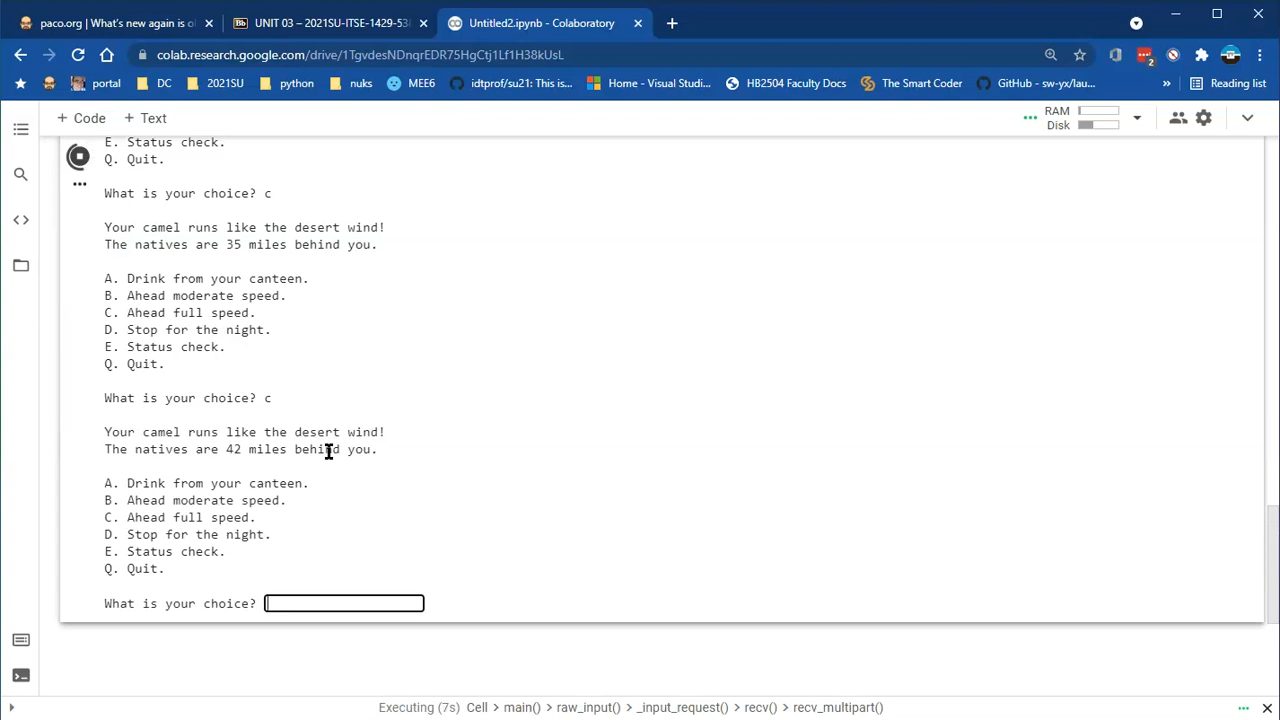 paco.org | What's new again is o
UNIT 03 – 2021SU-ITSE-1429-53
Untitled2.ipynb - Colaboratory
colab.research.google.com/drive/1TgvdesNDnqrEDR75HgCtj1Lf1H38kUsL
portal
DC
2021SU
python
nuks
MEE6
idtprof/su21: This is...
Home - Visual Studi...
HB2504 Faculty Docs
The Smart Coder
GitHub - sw-yx/lau...
»
Reading list
+ Code + Text
RAM
Disk
E. Status check.
Q. Quit.
What is your choice? c
Your camel runs like the desert wind!
The natives are 35 miles behind you.
A. Drink from your canteen.
B. Ahead moderate speed.
C. Ahead full speed.
D. Stop for the night.
E. Status check.
Q. Quit.
What is your choice? c
Your camel runs like the desert wind!
The natives are 42 miles behind you.
A. Drink from your canteen.
B. Ahead moderate speed.
C. Ahead full speed.
D. Stop for the night.
E. Status check.
Q. Quit.
What is your choice?
Executing (7s) Cell > main() > raw_input() > _input_request() > recv() > recv_multipart()